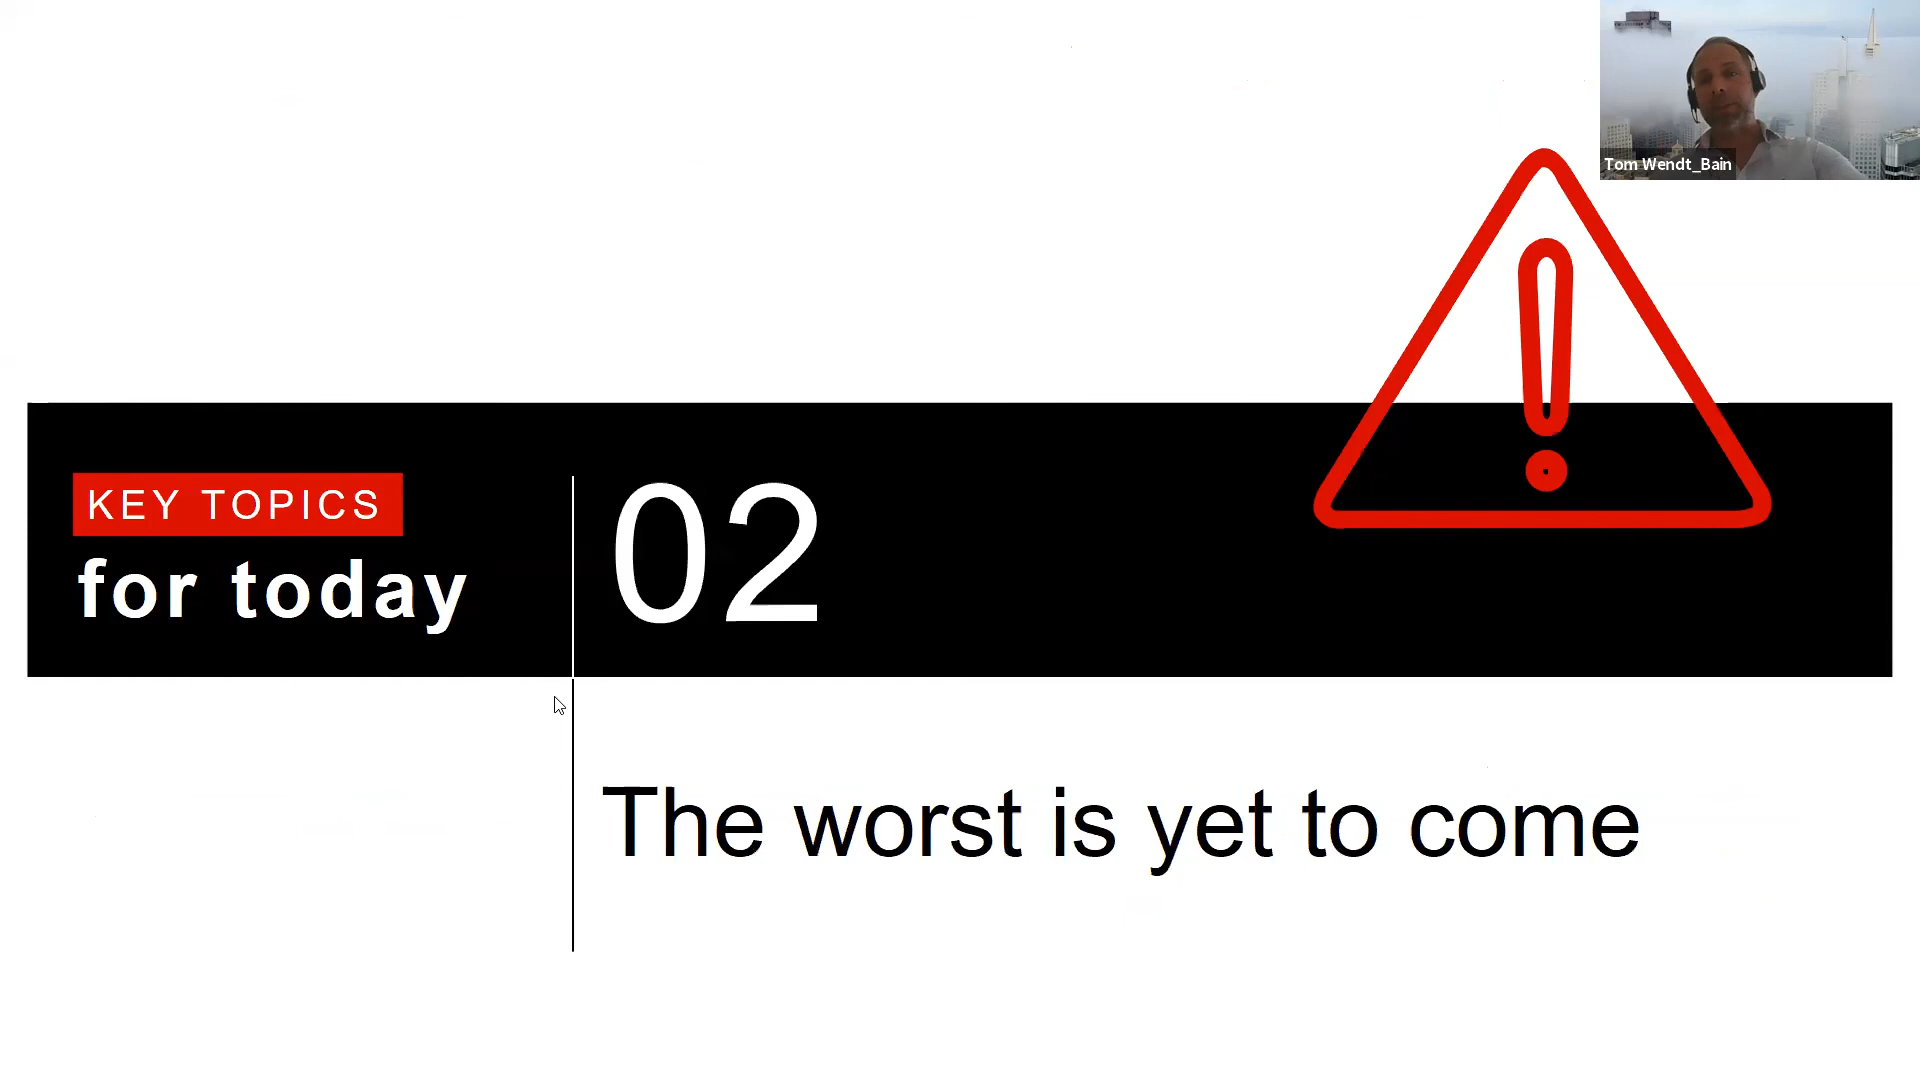 Tom Wendt_Bain
KEY TOPICS
for today
02
The worst is yet to come